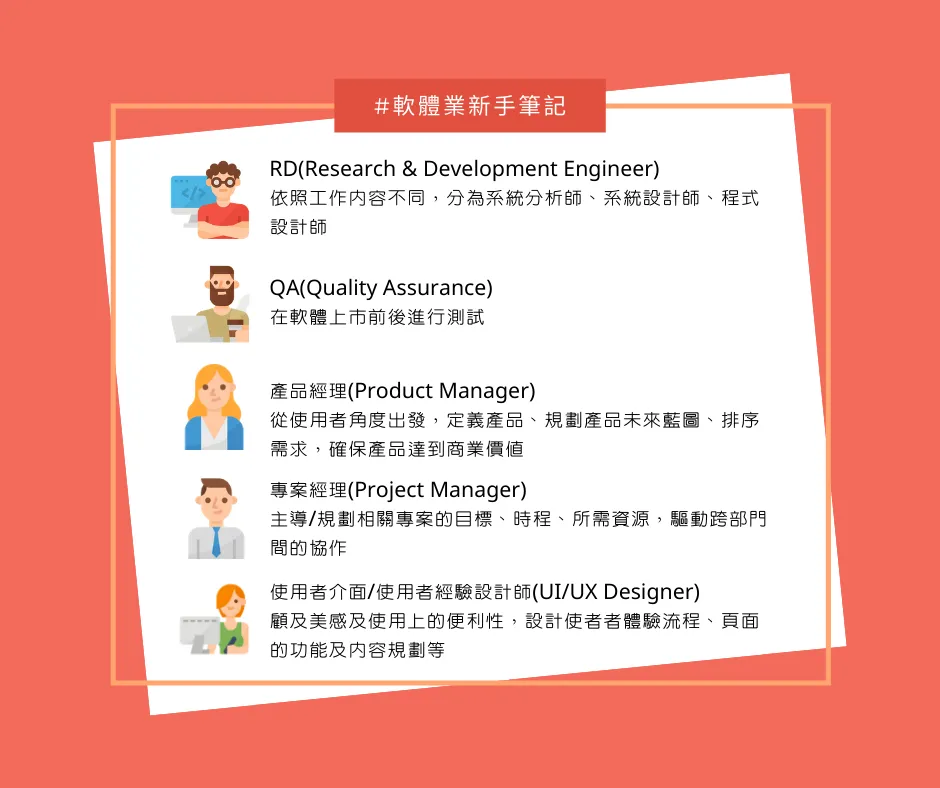 #軟體業新手筆記
RD(Research & Development Engineer)
依照工作內容不同，分為系統分析師、系統設計師、程式
設計師
QA(Quality Assurance)
在軟體上市前後進行測試
產品經理(Product Manager)
從使用者角度出發，定義產品、規劃產品未來藍圖、排序
需求，確保產品達到商業價值
專案經理(Project Manager)
主導/規劃相關專案的目標、時程、所需資源，驅動跨部門
間的協作
使用者介面/使用者經驗設計師(UI/UX Designer)
顧及美感及使用上的便利性，設計使者者體驗流程、頁面
的功能及內容規劃等